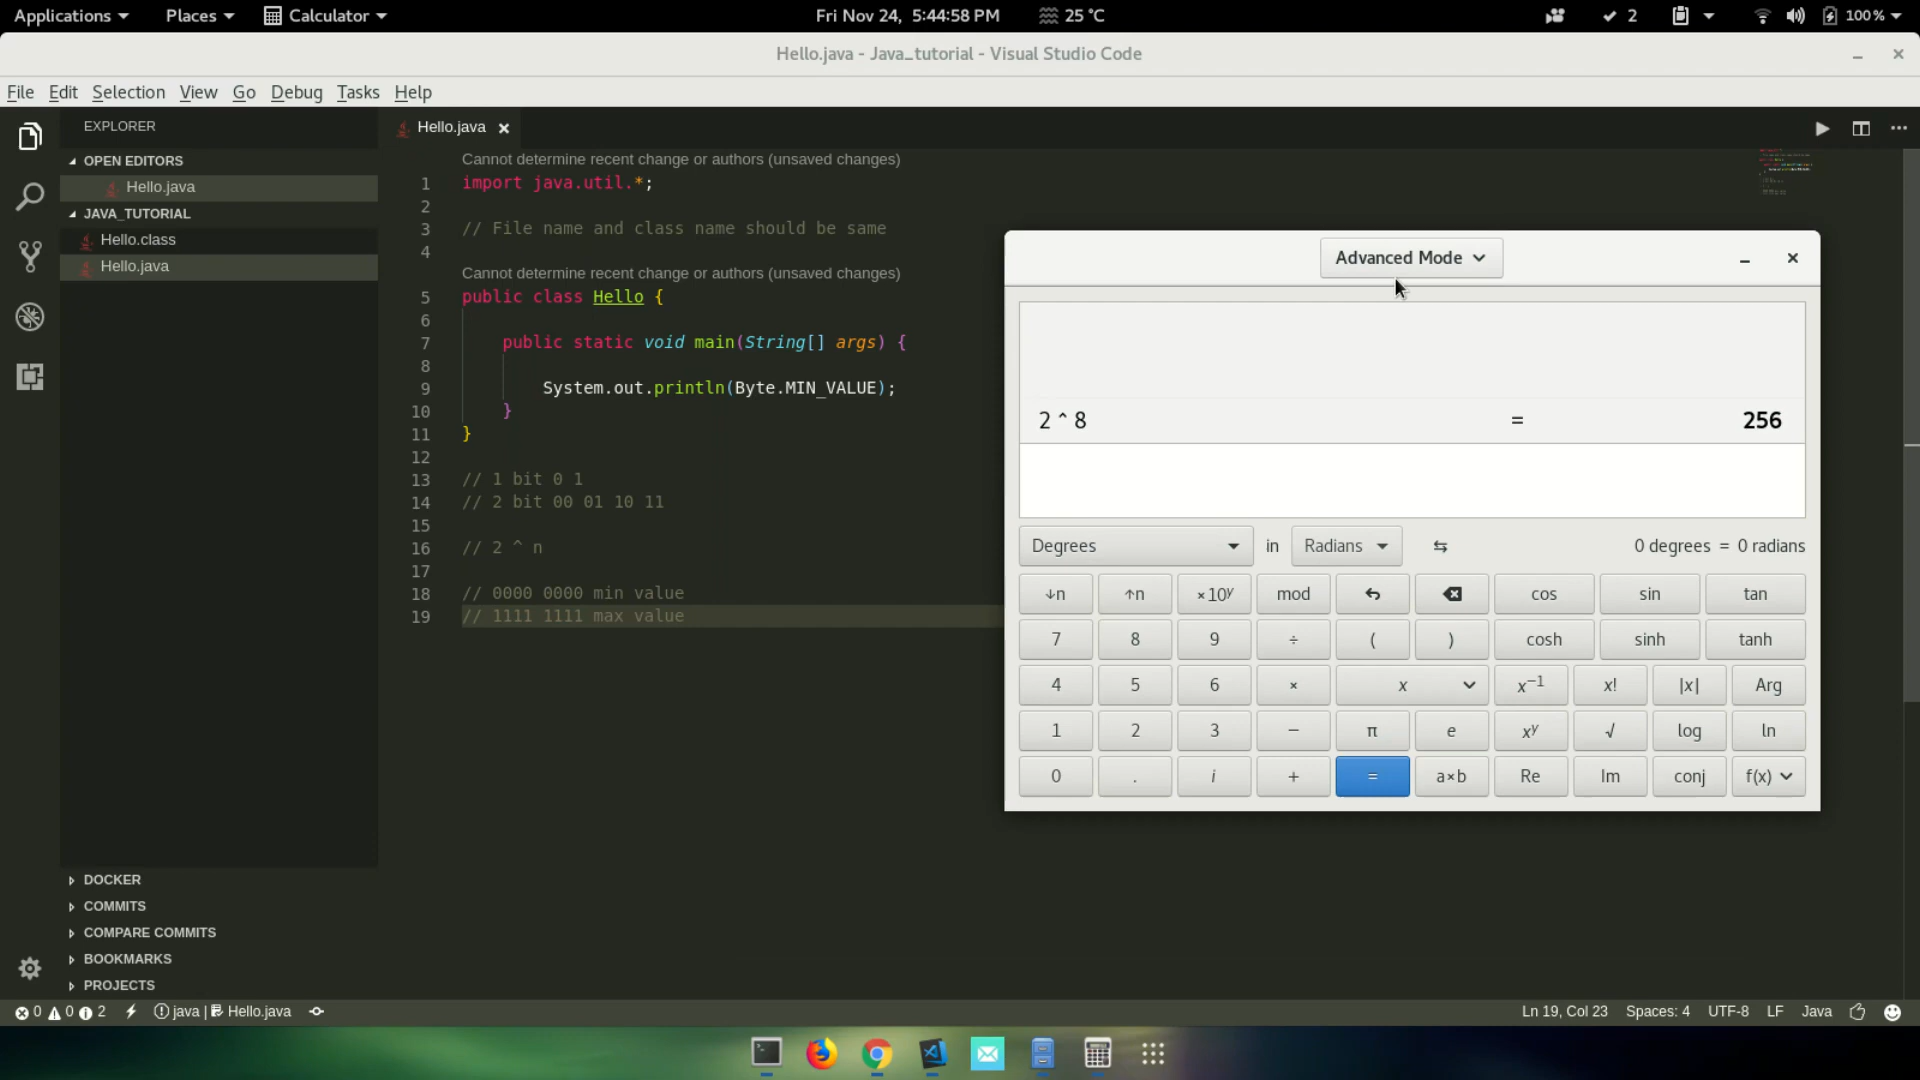 Applications Places Calculator Fri Nov 24, 5:44:58 PM 25 °C 2 100%
Hello.java - Java_tutorial - Visual Studio Code
File Edit Selection View Go Debug Tasks Help
EXPLORER
OPEN EDITORS
Hello.java
JAVA_TUTORIAL
Hello.class
Hello.java
DOCKER
COMMITS
COMPARE COMMITS
BOOKMARKS
PROJECTS
Hello.java
Cannot determine recent change or authors (unsaved changes)
1 import java.util.*;
2
3 // File name and class name should be same
4
Cannot determine recent change or authors (unsaved changes)
5 public class Hello {
6
7 public static void main(String[] args) {
8
9 System.out.println(Byte.MIN_VALUE);
10 }
11 }
12
13 // 1 bit 0 1
14 // 2 bit 00 01 10 11
15
16 // 2 ^ n
17
18 // 0000 0000 min value
19 // 1111 1111 max value
Advanced Mode
2 ^ 8 = 256
Degrees in Radians 0 degrees = 0 radians
↓n ↑n ×10ʸ mod cos sin tan
7 8 9 ÷ ( ) cosh sinh tanh
4 5 6 × x x⁻¹ x! |x| Arg
1 2 3 − π e xʸ √ log ln
0 . i + = a×b Re Im conj f(x)
0 0 2 java | Hello.java Ln 19, Col 23 Spaces: 4 UTF-8 LF Java